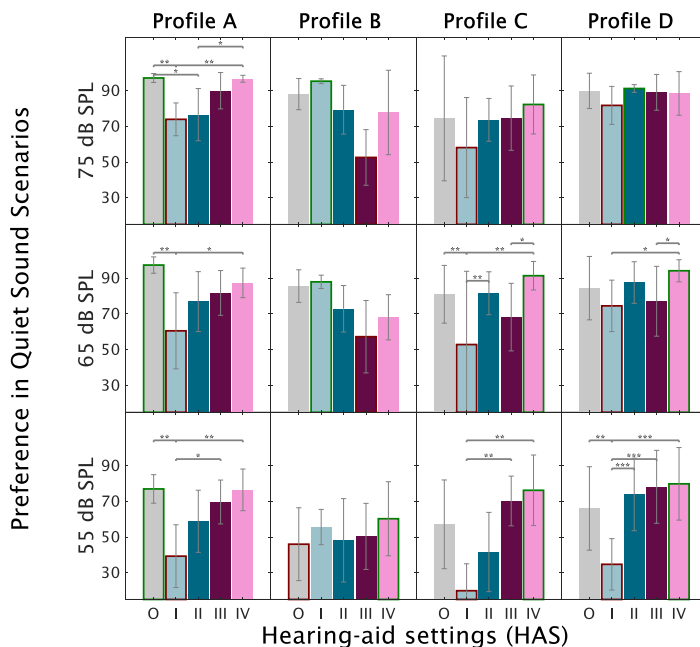 Profile A Profile B Profile C Profile D
Preference in Quiet Sound Scenarios
75 dB SPL
90
70
50
30
* ** ** *
65 dB SPL
90
70
50
30
** * ** ** ** * * *
55 dB SPL
90
70
50
30
** ** * ** ** ** *** *** ***
O I II III IV O I II III IV O I II III IV O I II III IV
Hearing-aid settings (HAS)